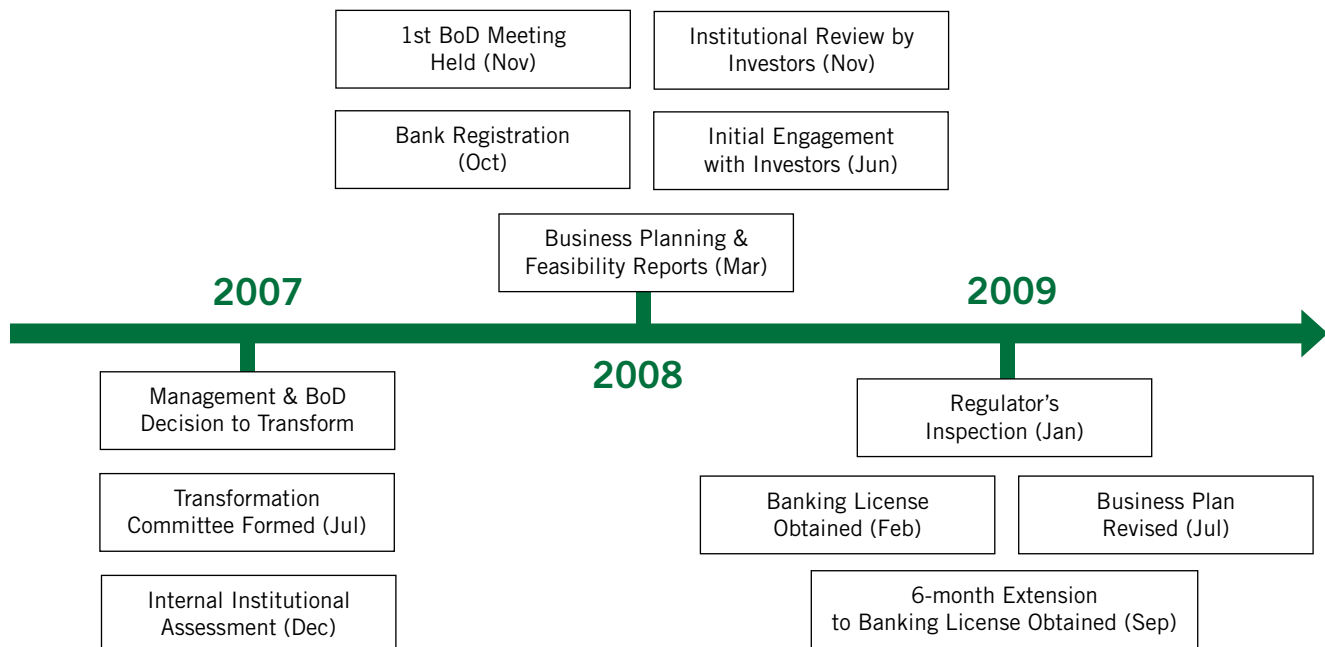 1st BoD Meeting
Held (Nov)
Institutional Review by
Investors (Nov)
Bank Registration
(Oct)
Initial Engagement
with Investors (Jun)
Business Planning &
Feasibility Reports (Mar)
2007
2009
2008
Management & BoD
Decision to Transform
Regulator’s
Inspection (Jan)
Transformation
Committee Formed (Jul)
Banking License
Obtained (Feb)
Business Plan
Revised (Jul)
Internal Institutional
Assessment (Dec)
6-month Extension
to Banking License Obtained (Sep)